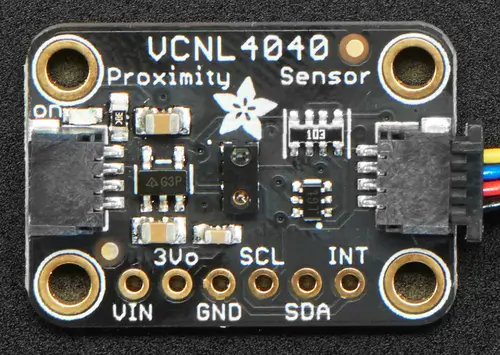 VCNL4040
Proximity Sensor
on
103
G3P
3Vo SCL INT
VIN GND SDA